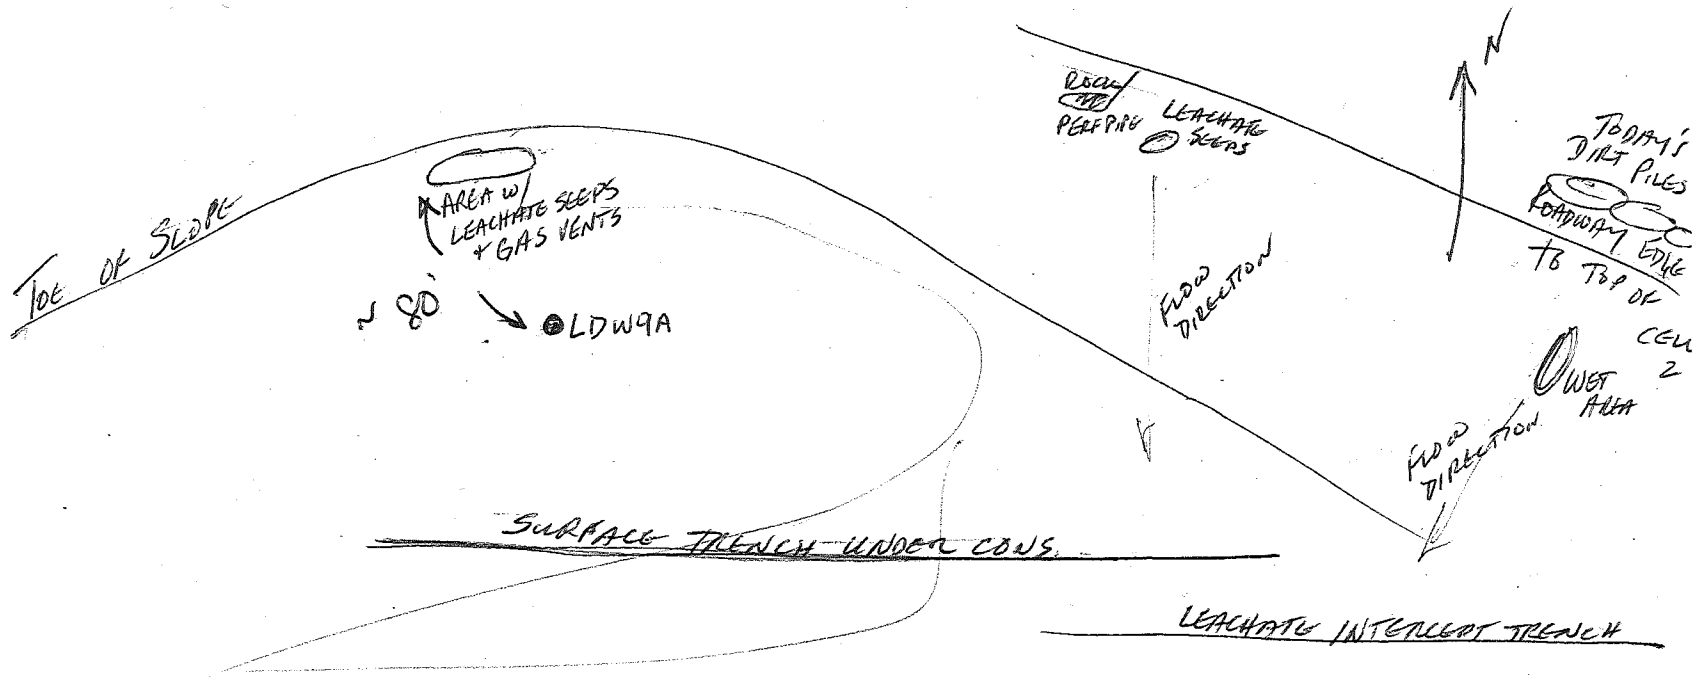 TOE OF SLOPE
AREA W/
LEACHATE SEEPS
+ GAS VENTS
~ 80'
LDW9A
ROCK
PERF PIPE
LEACHATE
SEEPS
N
TODAY'S
DIRT PILES
ROADWAY EDGE
TO TOP OF
CELL
2
WET
AREA
FLOW
DIRECTION
FLOW
DIRECTION
SURFACE TRENCH UNDER CONS.
LEACHATE INTERCEPT TRENCH